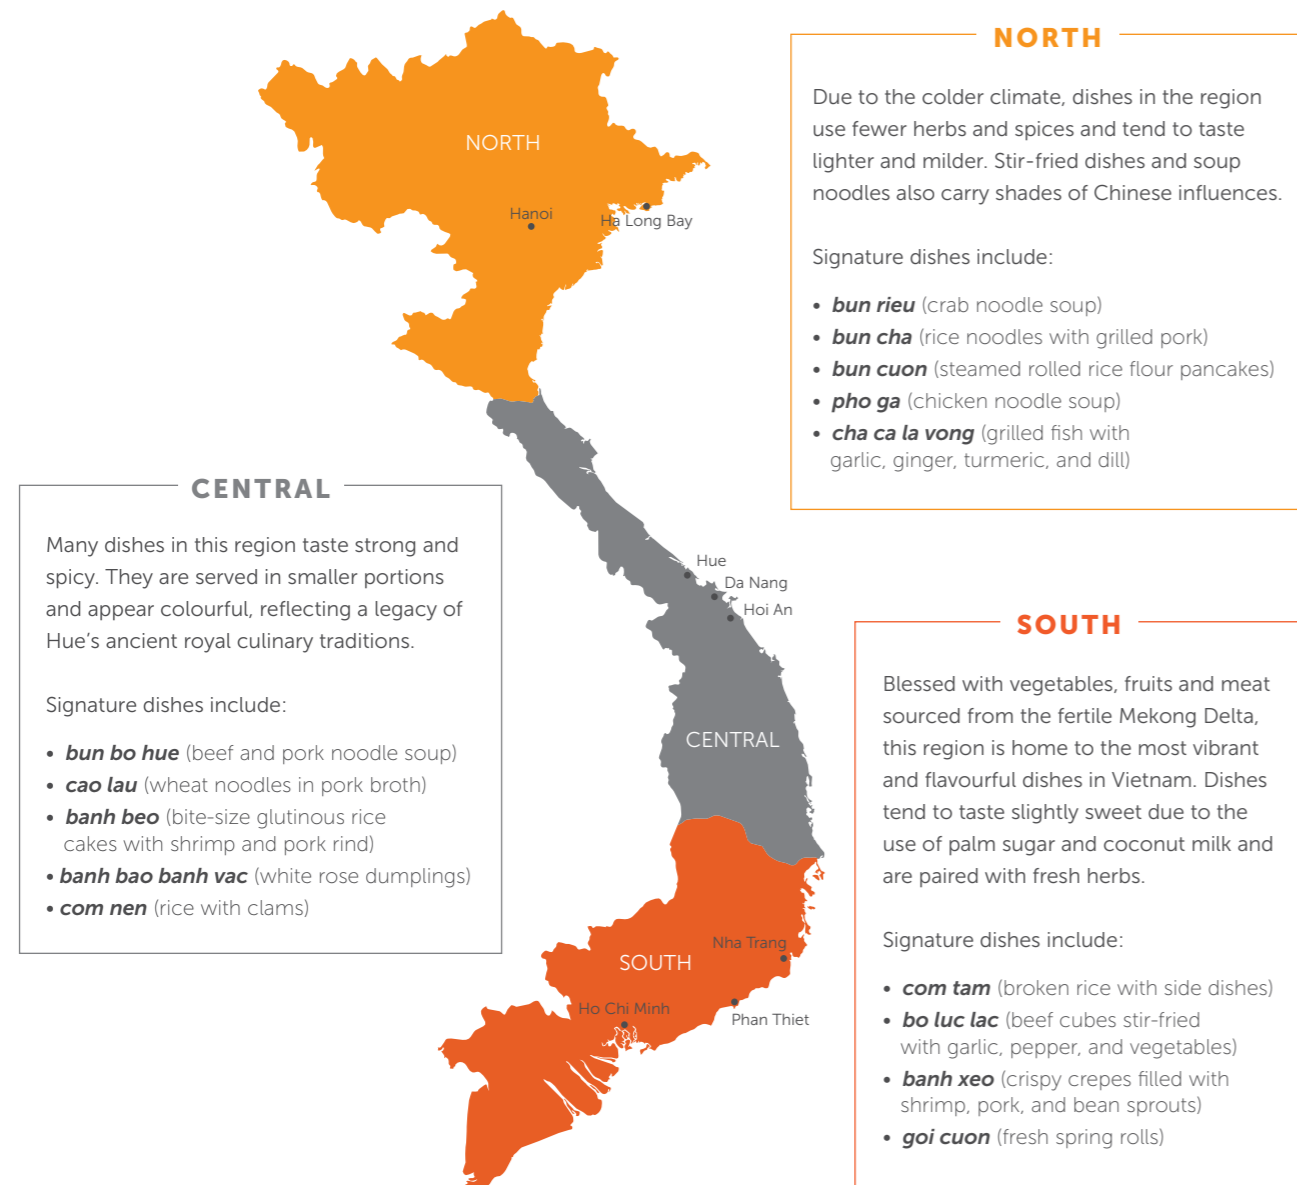 NORTH
Due to the colder climate, dishes in the region
use fewer herbs and spices and tend to taste
lighter and milder. Stir-fried dishes and soup
noodles also carry shades of Chinese influences.
Signature dishes include:
• bun rieu (crab noodle soup)
• bun cha (rice noodles with grilled pork)
• bun cuon (steamed rolled rice flour pancakes)
• pho ga (chicken noodle soup)
• cha ca la vong (grilled fish with
garlic, ginger, turmeric, and dill)
NORTH
Hanoi
Ha Long Bay
CENTRAL
Many dishes in this region taste strong and
spicy. They are served in smaller portions
and appear colourful, reflecting a legacy of
Hue's ancient royal culinary traditions.
Signature dishes include:
• bun bo hue (beef and pork noodle soup)
• cao lau (wheat noodles in pork broth)
• banh beo (bite-size glutinous rice
cakes with shrimp and pork rind)
• banh bao banh vac (white rose dumplings)
• com nen (rice with clams)
Hue
Da Nang
Hoi An
CENTRAL
SOUTH
Blessed with vegetables, fruits and meat
sourced from the fertile Mekong Delta,
this region is home to the most vibrant
and flavourful dishes in Vietnam. Dishes
tend to taste slightly sweet due to the
use of palm sugar and coconut milk and
are paired with fresh herbs.
Signature dishes include:
• com tam (broken rice with side dishes)
• bo luc lac (beef cubes stir-fried
with garlic, pepper, and vegetables)
• banh xeo (crispy crepes filled with
shrimp, pork, and bean sprouts)
• goi cuon (fresh spring rolls)
Nha Trang
SOUTH
Ho Chi Minh
Phan Thiet